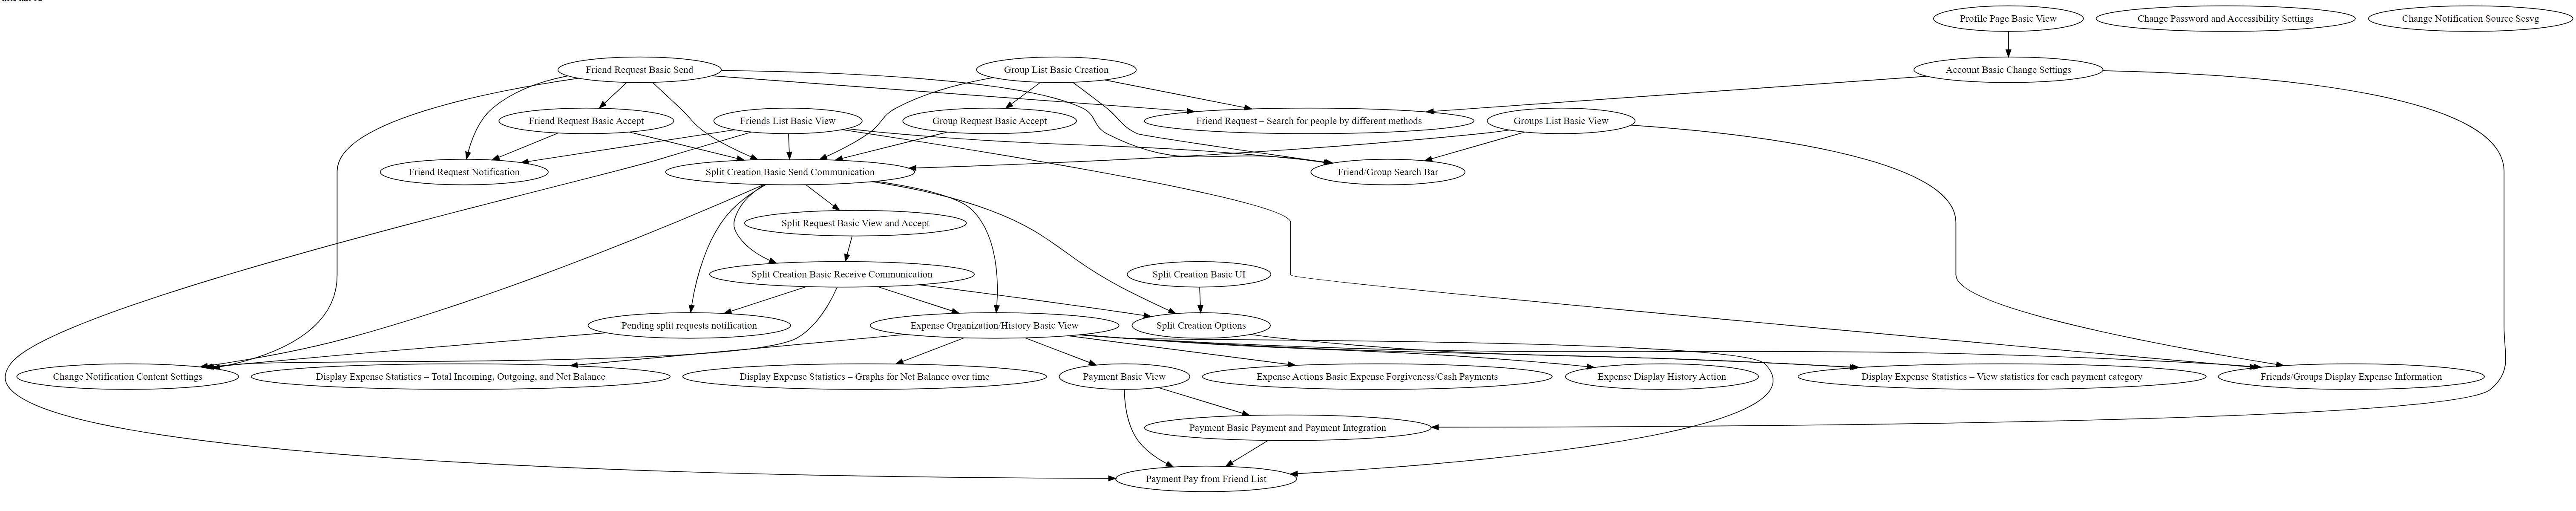 Profile Page Basic View
Change Password and Accessibility Settings
Change Notification Source Sesvg
Friend Request Basic Send
Group List Basic Creation
Account Basic Change Settings
Friend Request Basic Accept
Friends List Basic View
Group Request Basic Accept
Friend Request – Search for people by different methods
Groups List Basic View
Friend Request Notification
Split Creation Basic Send Communication
Friend/Group Search Bar
Split Request Basic View and Accept
Split Creation Basic Receive Communication
Split Creation Basic UI
Pending split requests notification
Expense Organization/History Basic View
Split Creation Options
Change Notification Content Settings
Display Expense Statistics – Total Incoming, Outgoing, and Net Balance
Display Expense Statistics – Graphs for Net Balance over time
Payment Basic View
Expense Actions Basic Expense Forgiveness/Cash Payments
Expense Display History Action
Display Expense Statistics – View statistics for each payment category
Friends/Groups Display Expense Information
Payment Basic Payment and Payment Integration
Payment Pay from Friend List